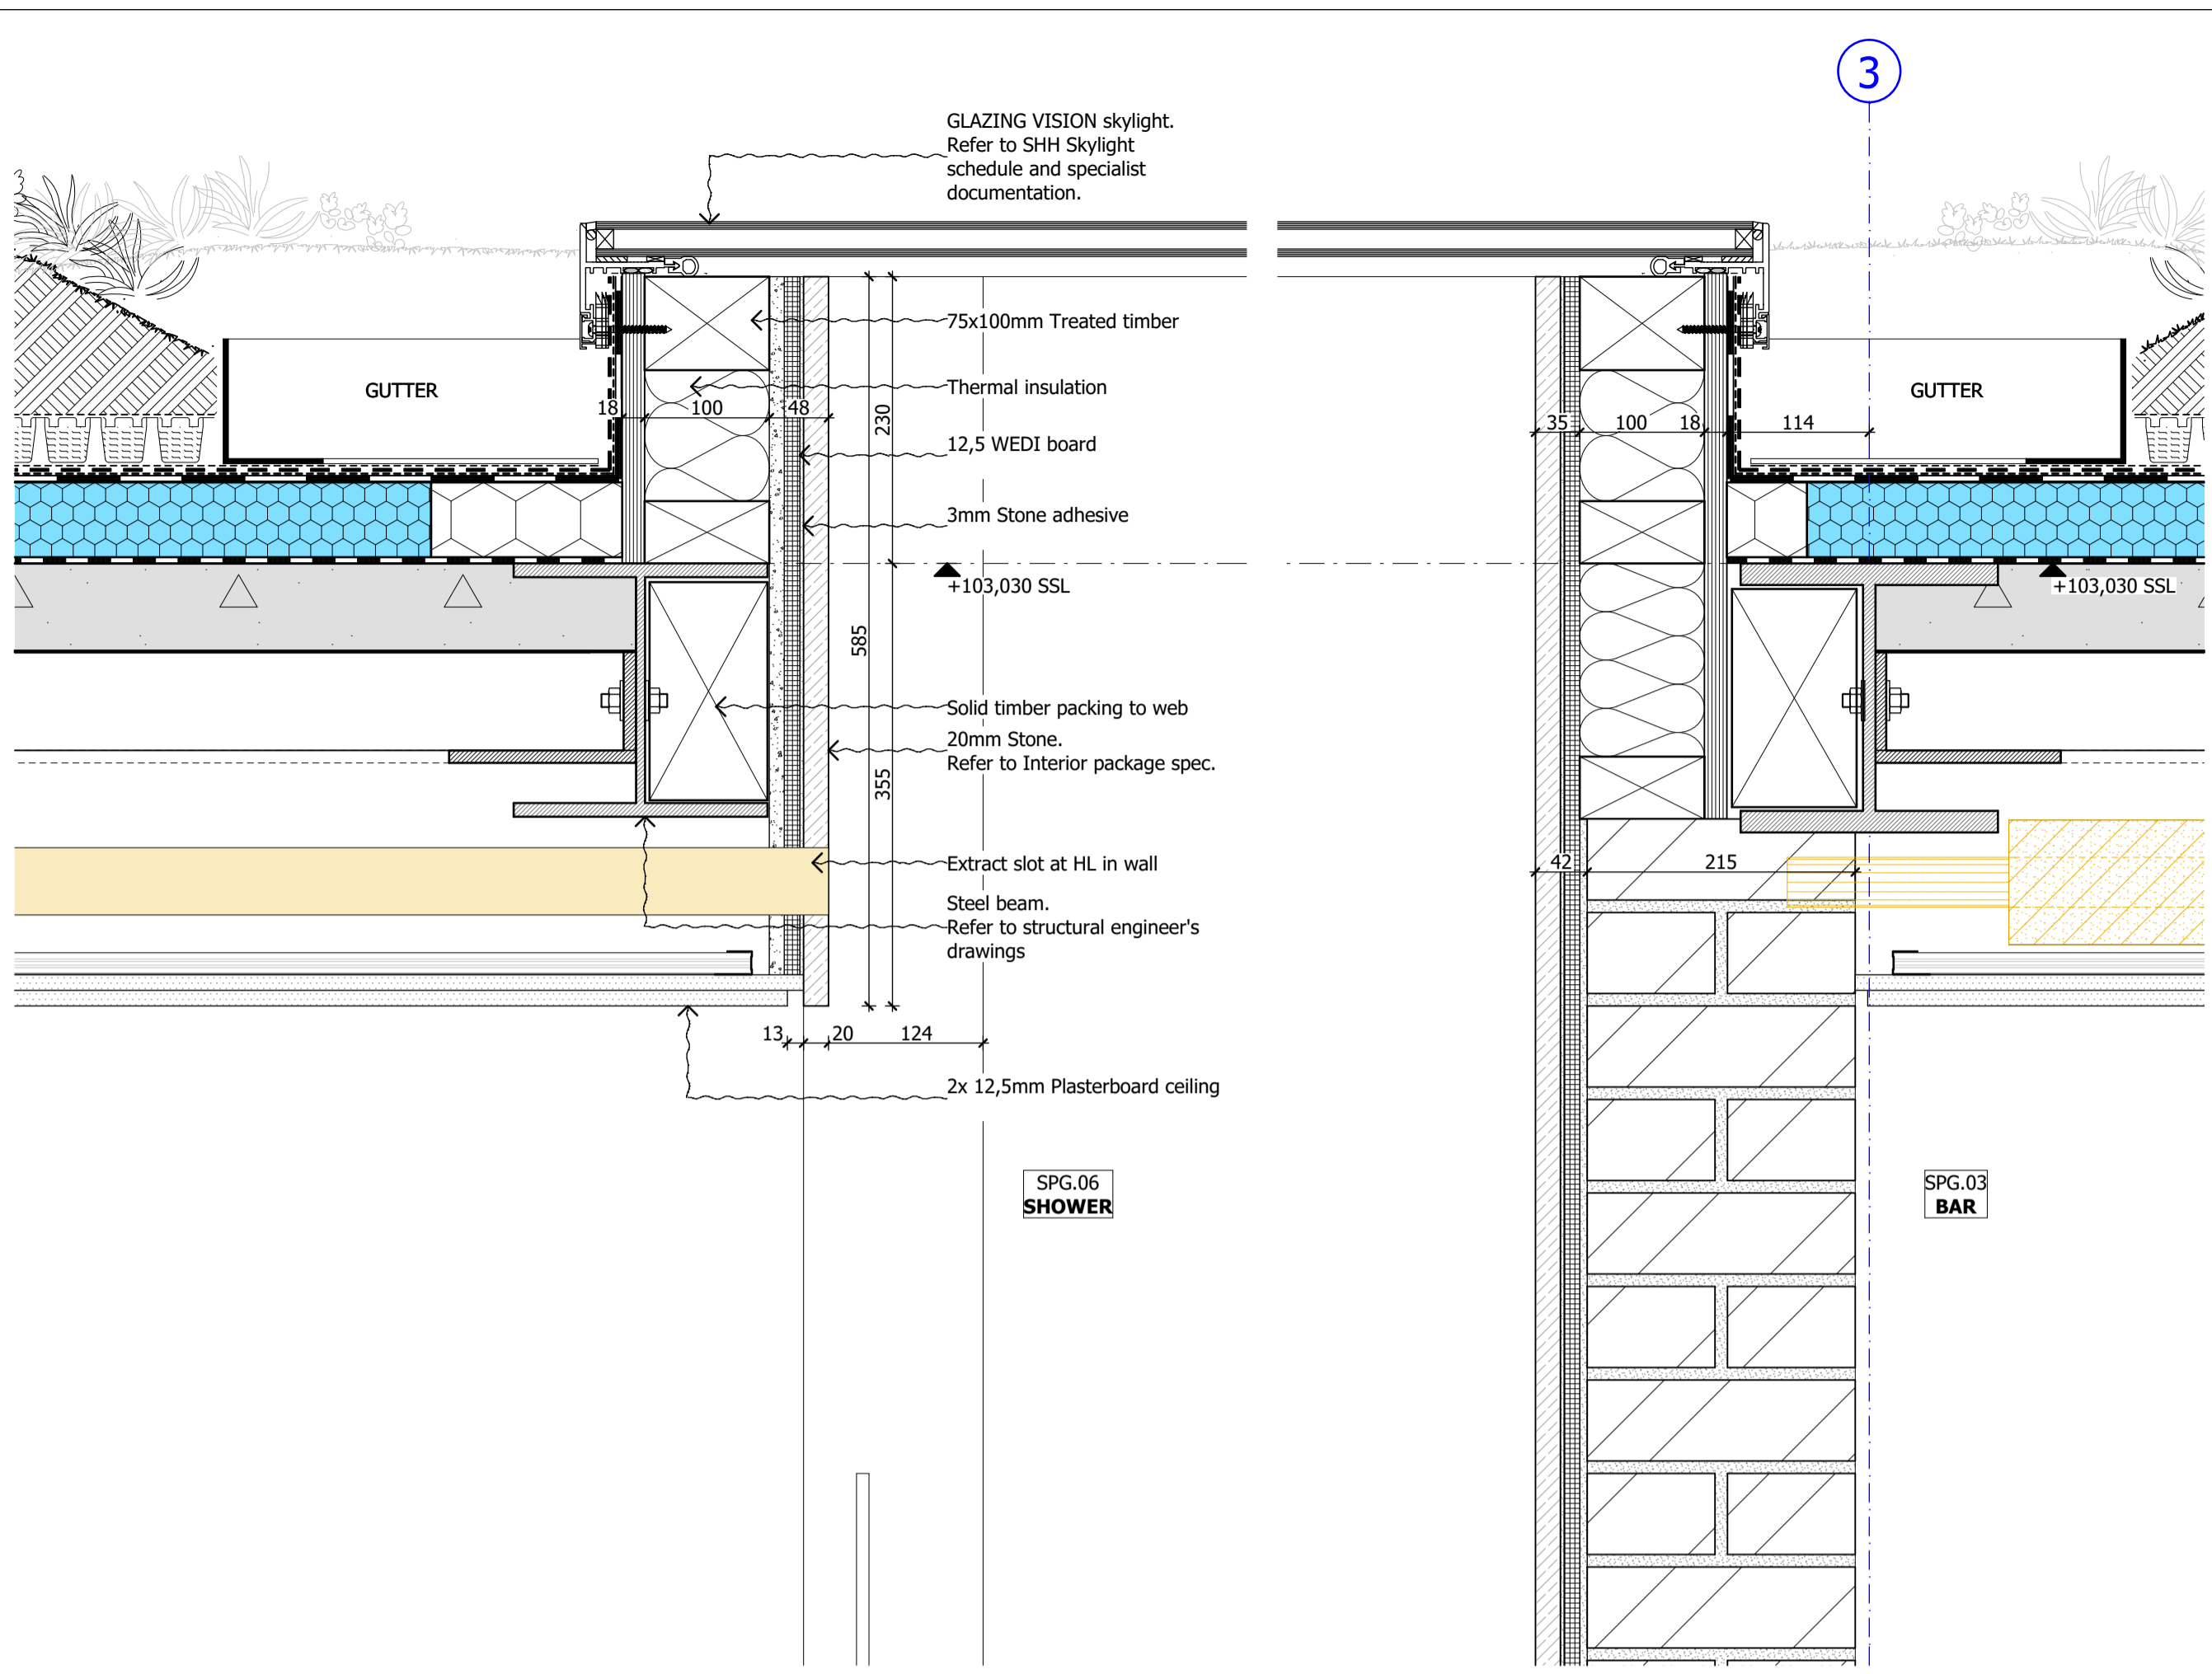 3
GLAZING VISION skylight.
Refer to SHH Skylight
schedule and specialist
documentation.
75x100mm Treated timber
GUTTER
GUTTER
Thermal insulation
18
100
48
230
35
100
18
114
12,5 WEDI board
3mm Stone adhesive
+103,030 SSL
+103,030 SSL
585
Solid timber packing to web
20mm Stone.
Refer to Interior package spec.
355
Extract slot at HL in wall
42
215
Steel beam.
Refer to structural engineer's
drawings
13
20
124
2x 12,5mm Plasterboard ceiling
SPG.06
SHOWER
SPG.03
BAR